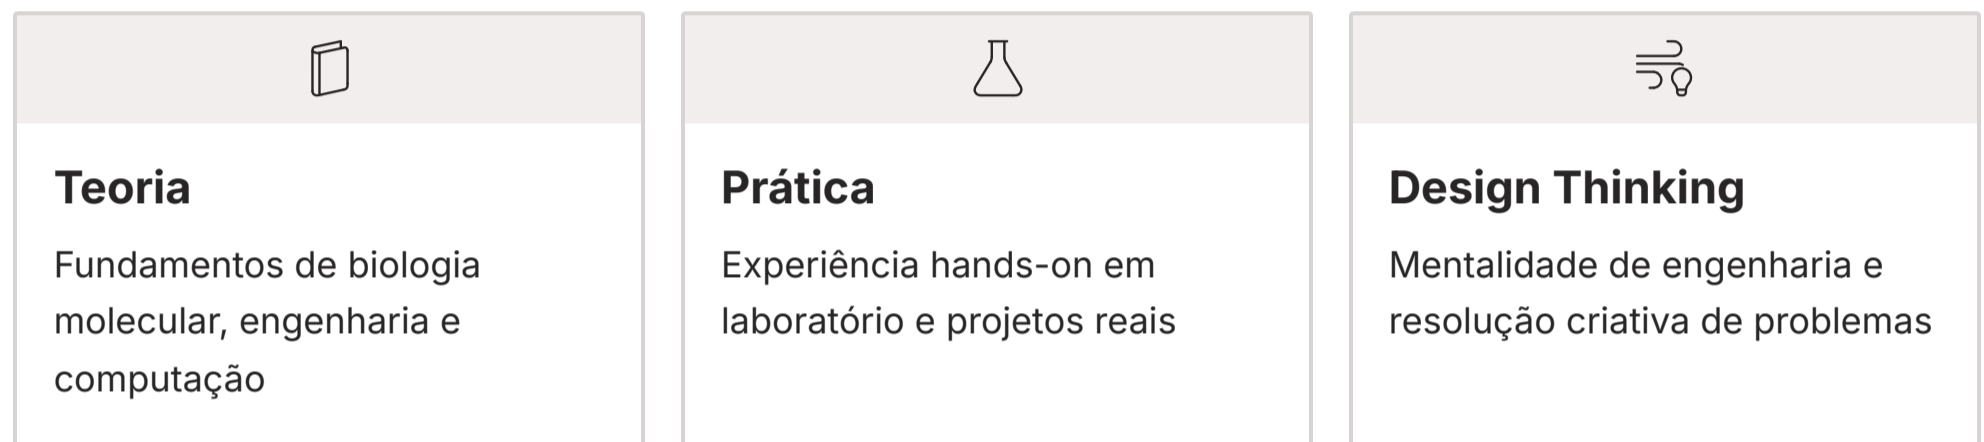 Teoria
Fundamentos de biologia
molecular, engenharia e
computação
Prática
Experiência hands-on em
laboratório e projetos reais
Design Thinking
Mentalidade de engenharia e
resolução criativa de problemas